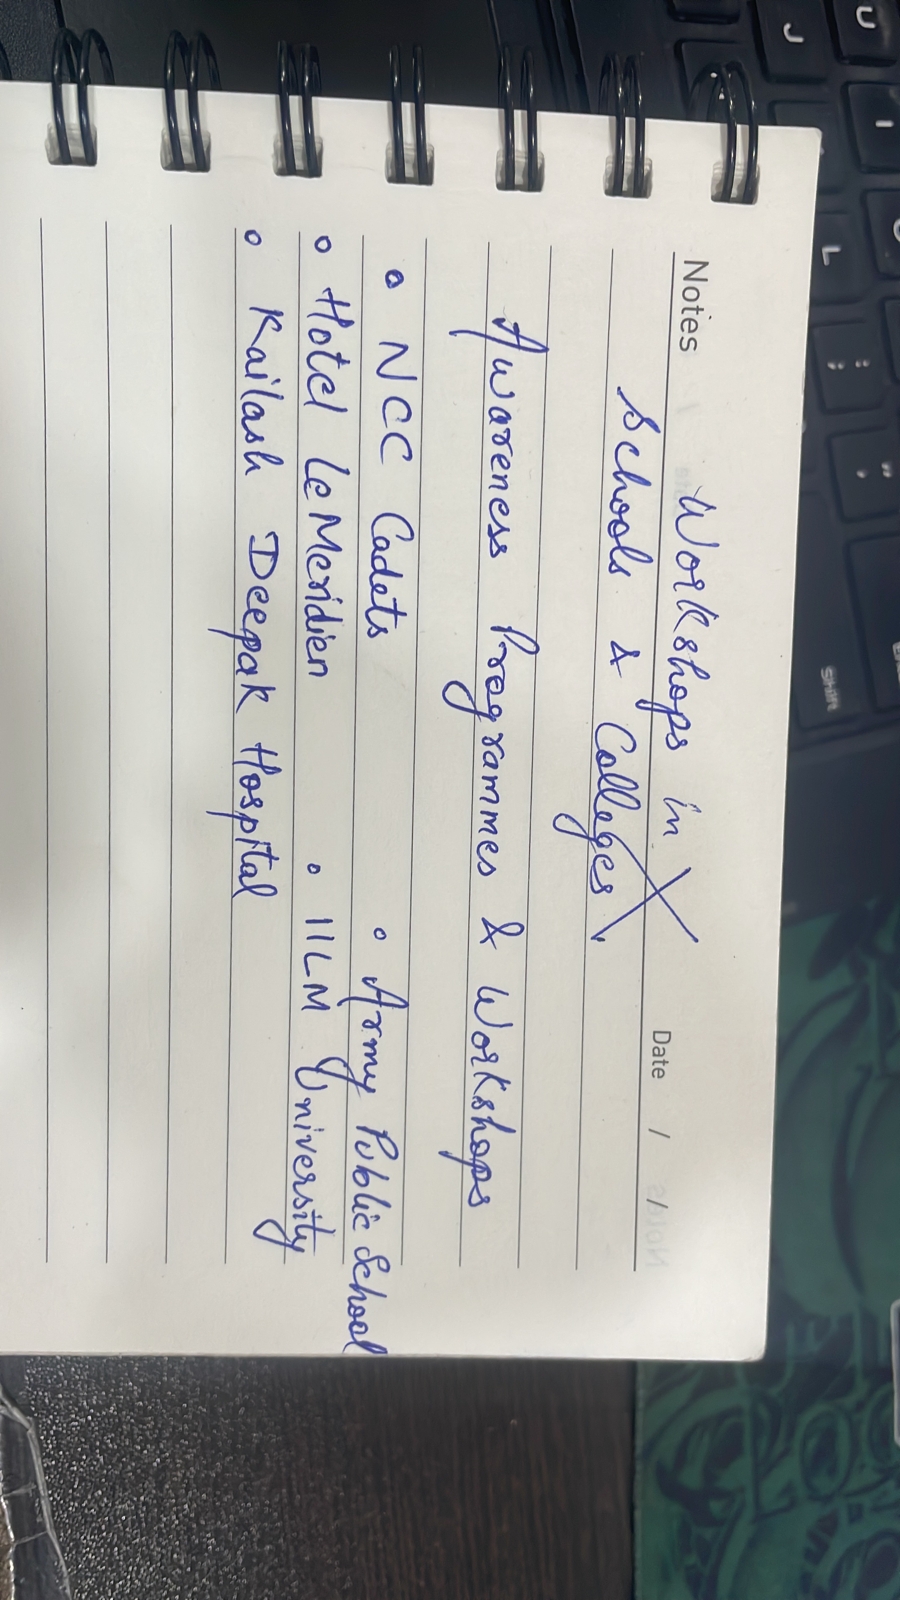 U I
L : ; " '
J Shift
Notes Workshops in Date / /
Schools & Colleges
Awareness Programmes & Workshops
• NCC Cadets • Army Public School
• Hotel Le Meridien • IILM University
• Kailash Deepak Hospital